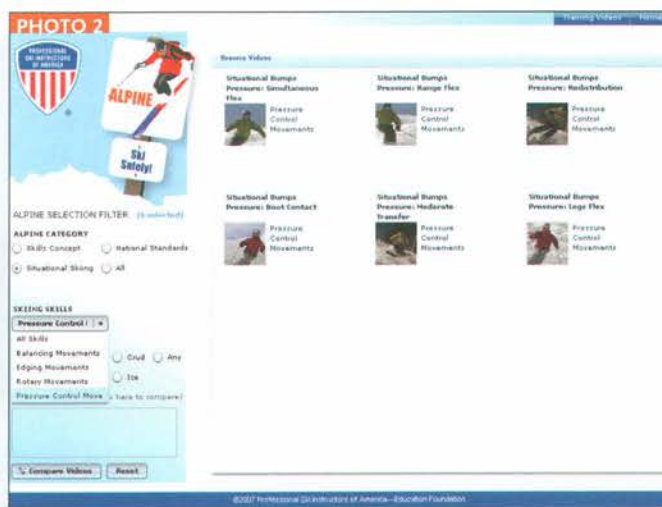 PHOTO 2
Training Videos Home
PROFESSIONAL
SKI INSTRUCTORS
OF AMERICA
ALPINE
Ski
Safely!
Browse Videos
Situational Bumps
Pressure: Simultaneous
Flex
Pressure
Control
Movements
Situational Bumps
Pressure: Range Flex
Pressure
Control
Movements
Situational Bumps
Pressure: Redistribution
Pressure
Control
Movements
Situational Bumps
Pressure: Boot Contact
Pressure
Control
Movements
Situational Bumps
Pressure: Moderate
Transfer
Pressure
Control
Movements
Situational Bumps
Pressure: Legs Flex
Pressure
Control
Movements
ALPINE SELECTION FILTER (6 selected)
ALPINE CATEGORY
Skills Concept National Standards
Situational Skiing All
SKIING SKILLS
Pressure Control
All Skills
Balancing Movements
Edging Movements
Rotary Movements
Pressure Control Move
Crud Any
Ice
here to compare)
Compare Videos Reset
©2007 Professional Ski Instructors of America—Education Foundation